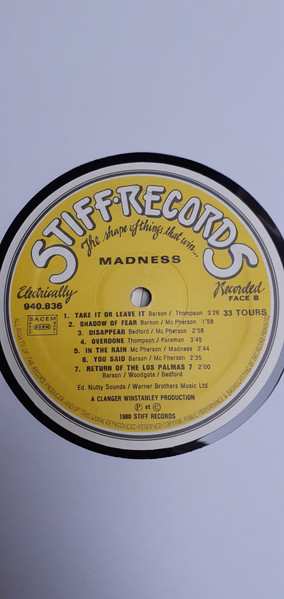 STIFF·RECORDS
The shape of things that win...
MADNESS
Electrically
Recorded
940.836
FACE B
SACEM
33 TOURS
1. TAKE IT OR LEAVE IT Barson / Thompson 3'26
2. SHADOW OF FEAR Barson / Mc Pherson 1'58
3. DISAPPEAR Bedford / Mc Pherson 2'58
4. OVERDONE Thompson / Foreman 3'45
5. IN THE RAIN Mc Pherson / Madness 2'45
6. YOU SAID Barson / Mc Pherson 2'35
7. RETURN OF THE LOS PALMAS 7 2'00
Barson / Woodgate / Bedford
Ed. Nutty Sounds / Warner Brothers Music Ltd
A CLANGER WINSTANLEY PRODUCTION
℗ et ©
1980 STIFF RECORDS